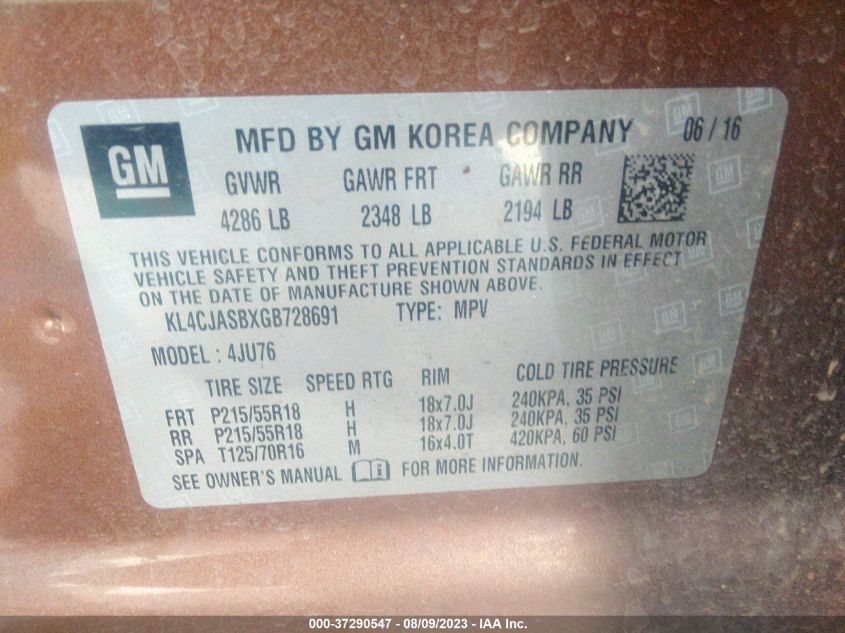 GM MFD BY GM KOREA COMPANY 06 / 16
GVWR GAWR FRT GAWR RR
4286 LB 2348 LB 2194 LB
THIS VEHICLE CONFORMS TO ALL APPLICABLE U.S. FEDERAL MOTOR
VEHICLE SAFETY AND THEFT PREVENTION STANDARDS IN EFFECT
ON THE DATE OF MANUFACTURE SHOWN ABOVE.
KL4CJASBXGB728691 TYPE: MPV
MODEL : 4JU76
TIRE SIZE SPEED RTG RIM COLD TIRE PRESSURE
FRT P215/55R18 H 18x7.0J 240KPA, 35 PSI
RR P215/55R18 H 18x7.0J 240KPA, 35 PSI
SPA T125/70R16 M 16x4.0T 420KPA, 60 PSI
SEE OWNER'S MANUAL FOR MORE INFORMATION.
000-37290547 - 08/09/2023 - IAA Inc.